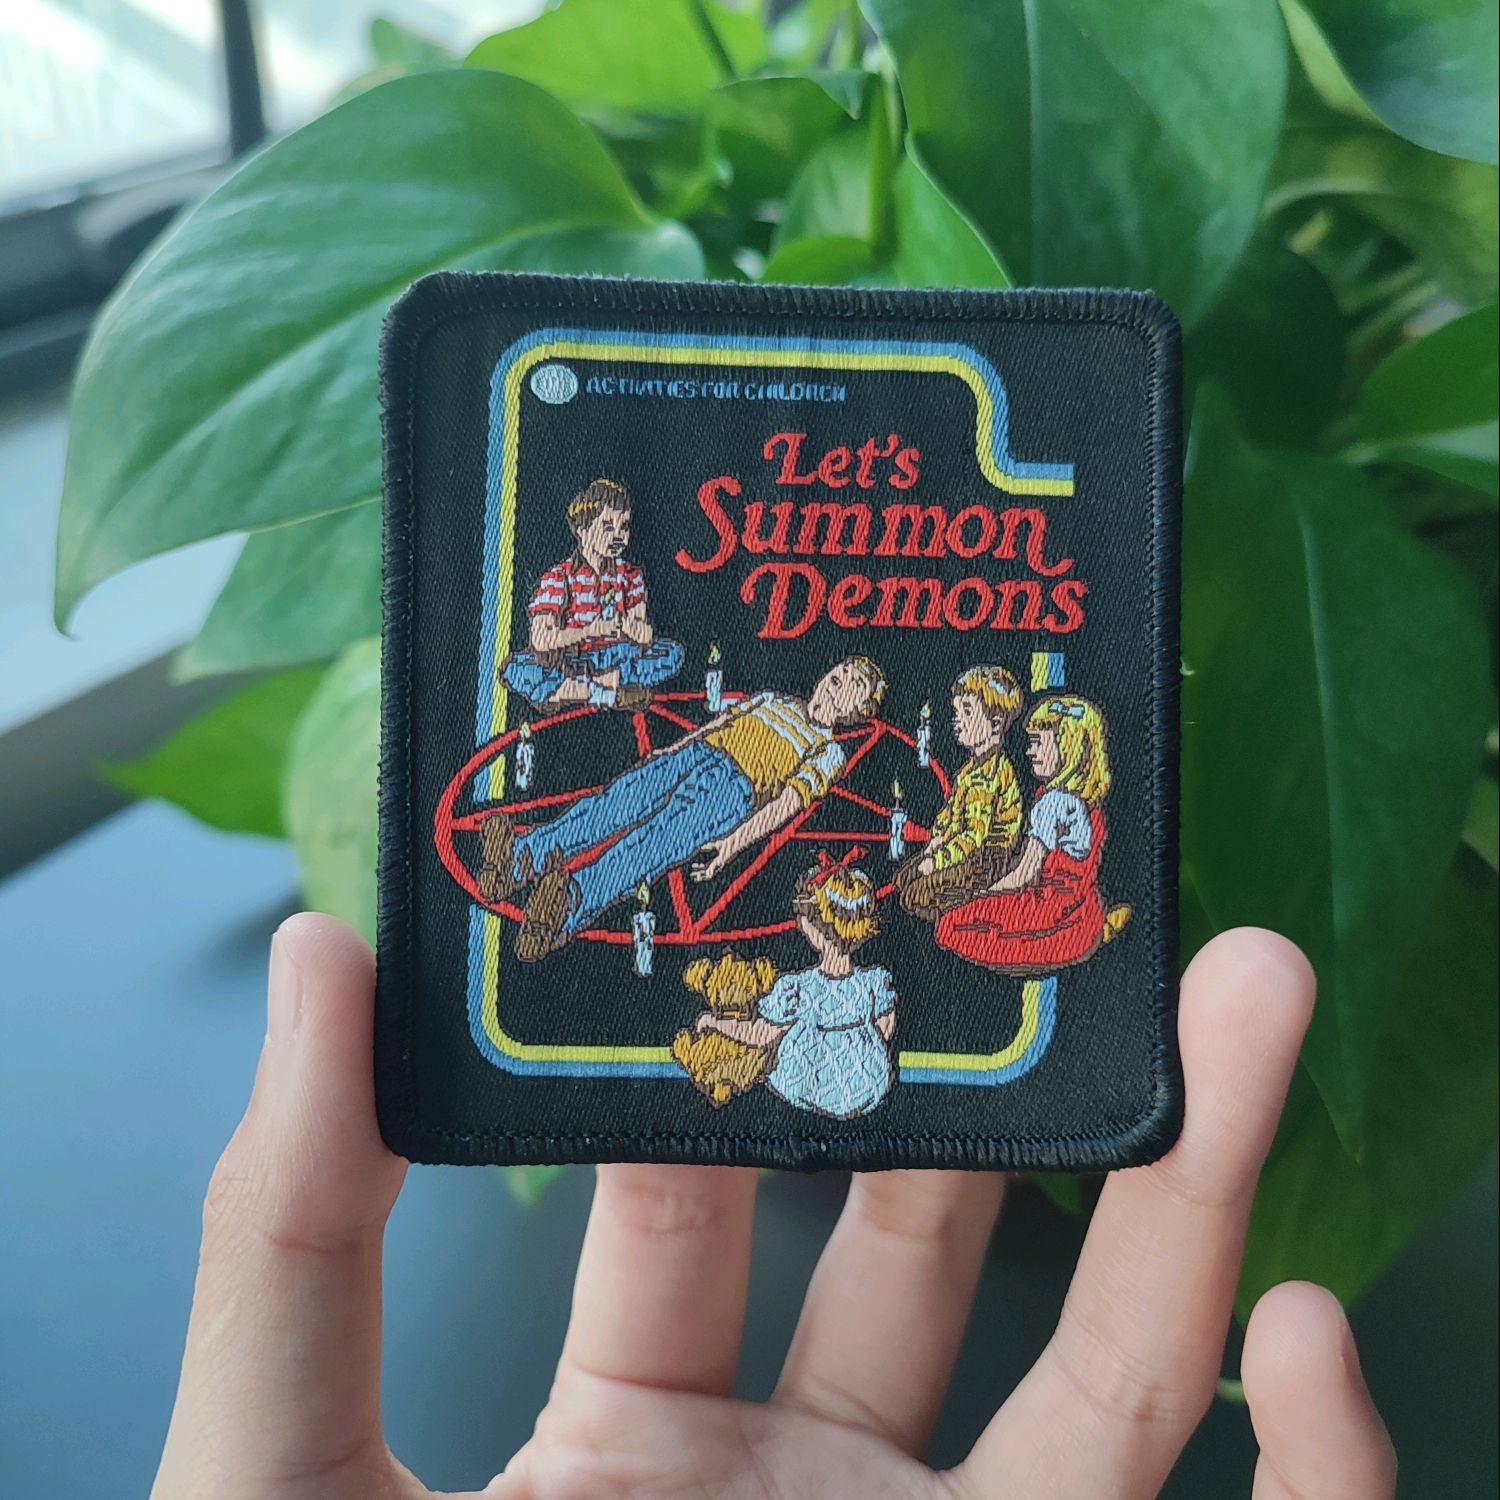 ACTIVITIES FOR CHILDREN
Let's
Summon
Demons